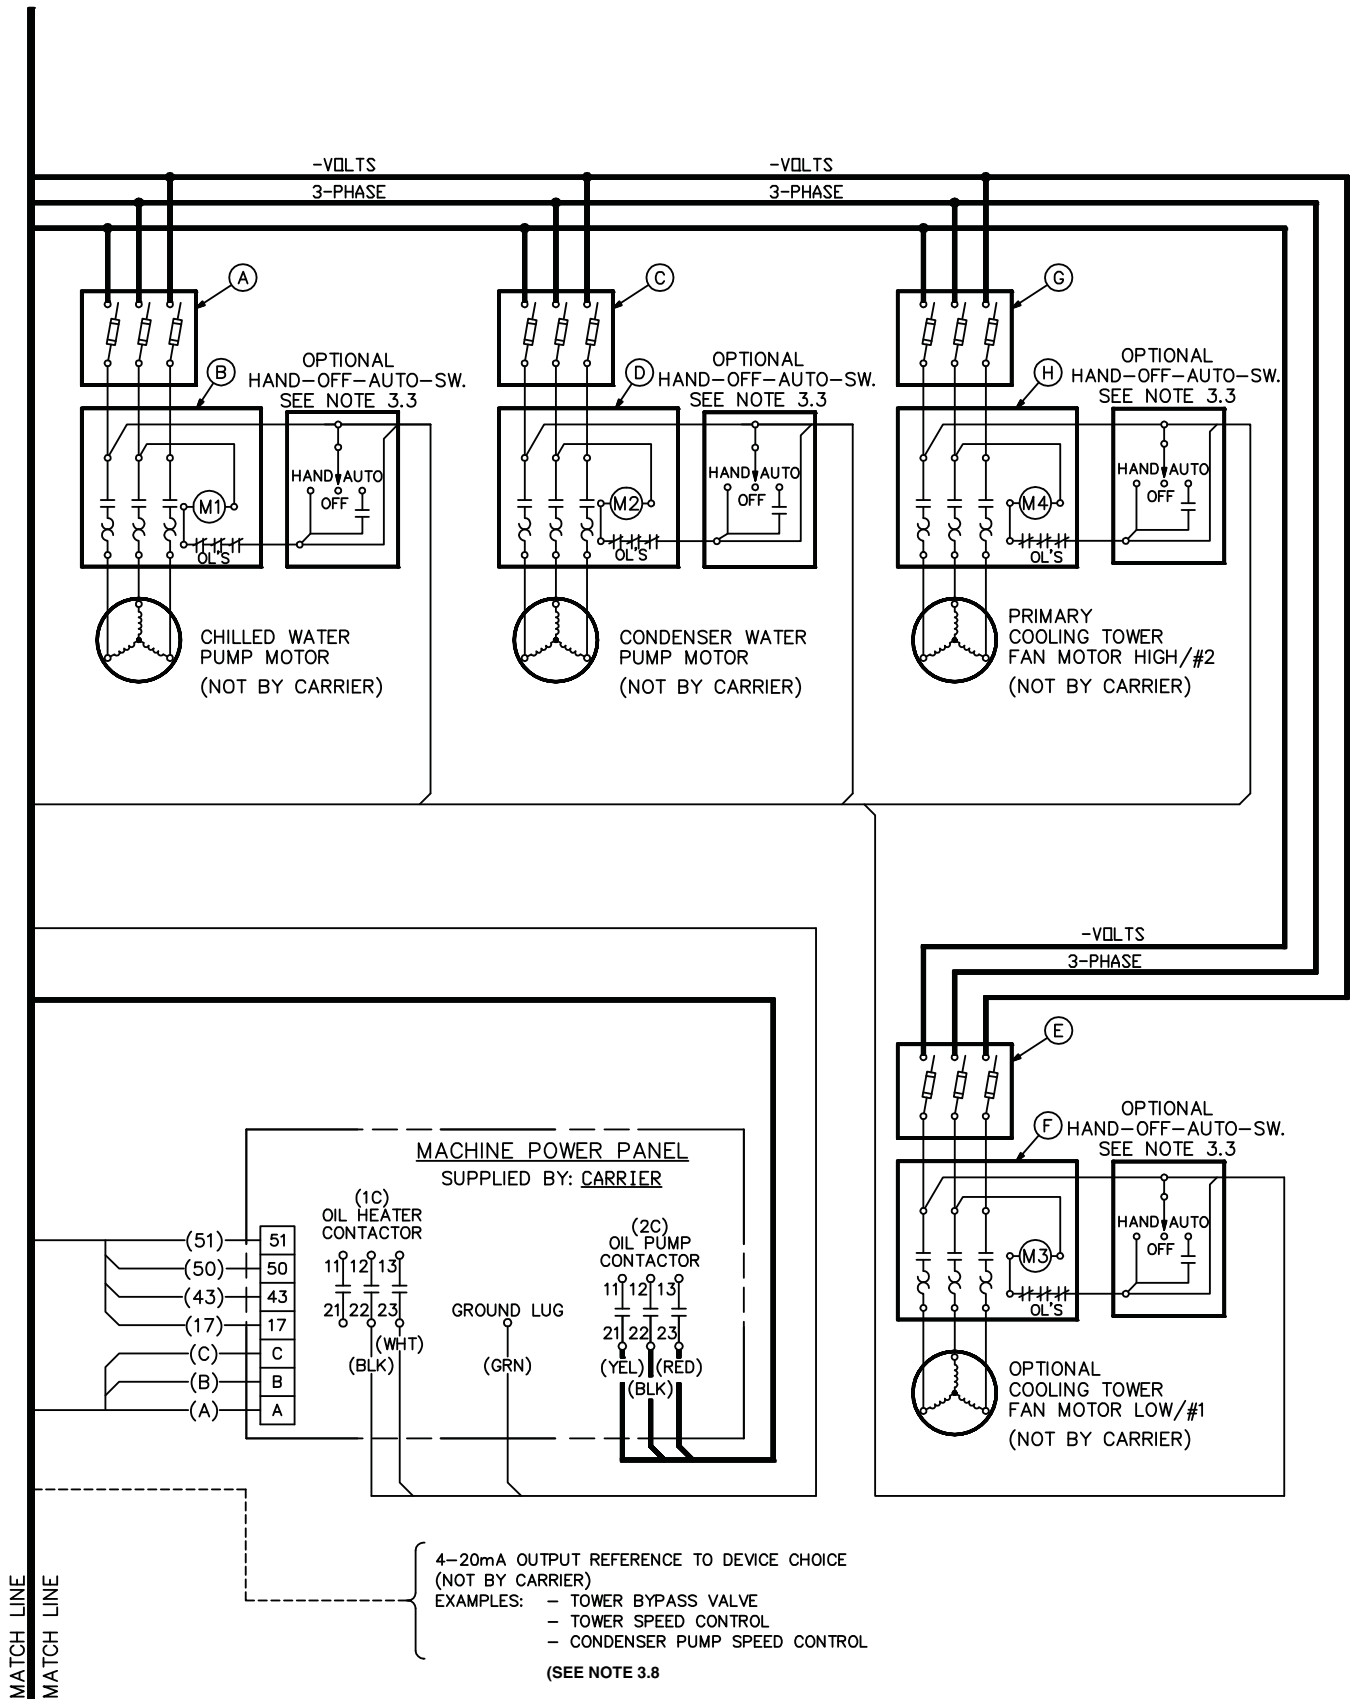 -VOLTS
-VOLTS
3-PHASE
3-PHASE
A
C
G
OPTIONAL
HAND-OFF-AUTO-SW.
SEE NOTE 3.3
B
OPTIONAL
HAND-OFF-AUTO-SW.
SEE NOTE 3.3
D
OPTIONAL
HAND-OFF-AUTO-SW.
SEE NOTE 3.3
H
HAND AUTO
OFF
M1
OL'S
HAND AUTO
OFF
M2
OL'S
HAND AUTO
OFF
M4
OL'S
CHILLED WATER
PUMP MOTOR
(NOT BY CARRIER)
CONDENSER WATER
PUMP MOTOR
(NOT BY CARRIER)
PRIMARY
COOLING TOWER
FAN MOTOR HIGH/#2
(NOT BY CARRIER)
-VOLTS
3-PHASE
E
OPTIONAL
HAND-OFF-AUTO-SW.
SEE NOTE 3.3
F
HAND AUTO
OFF
M3
OL'S
OPTIONAL
COOLING TOWER
FAN MOTOR LOW/#1
(NOT BY CARRIER)
MACHINE POWER PANEL
SUPPLIED BY: CARRIER
(1C)
OIL HEATER
CONTACTOR
11 12 13
21 22 23
(WHT)
(BLK)
GROUND LUG
(GRN)
(2C)
OIL PUMP
CONTACTOR
11 12 13
21 22 23
(YEL) (RED)
(BLK)
(51) 51
(50) 50
(43) 43
(17) 17
(C) C
(B) B
(A) A
4-20mA OUTPUT REFERENCE TO DEVICE CHOICE
(NOT BY CARRIER)
EXAMPLES: - TOWER BYPASS VALVE
- TOWER SPEED CONTROL
- CONDENSER PUMP SPEED CONTROL
(SEE NOTE 3.8
MATCH LINE
MATCH LINE